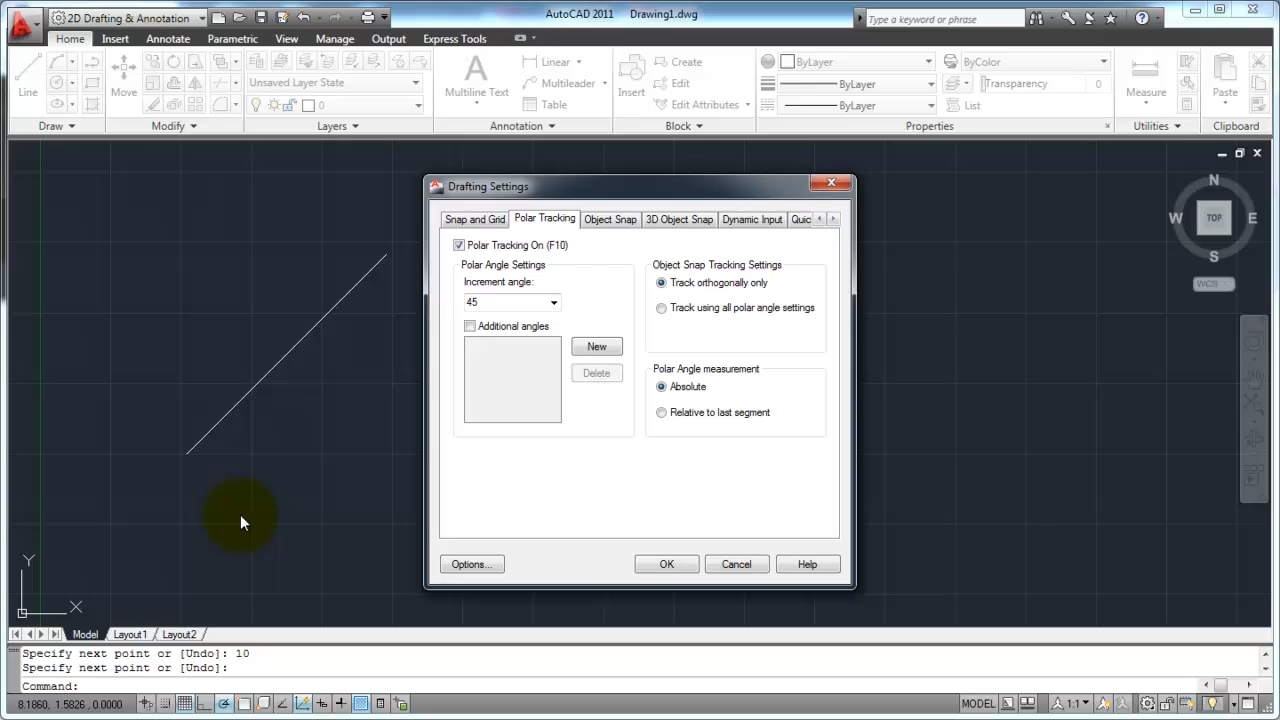 2D Drafting & Annotation
AutoCAD 2011 Drawing1.dwg
Type a keyword or phrase
Home Insert Annotate Parametric View Manage Output Express Tools
Line
Move
Unsaved Layer State
0
Multiline Text
Linear
Multileader
Table
Insert
Create
Edit
Edit Attributes
ByLayer
ByLayer
ByLayer
ByColor
Transparency 0
List
Measure
Paste
Draw Modify Layers Annotation Block Properties Utilities Clipboard
Drafting Settings
Snap and Grid Polar Tracking Object Snap 3D Object Snap Dynamic Input Quic
Polar Tracking On (F10)
Polar Angle Settings
Increment angle:
45
Additional angles
New
Delete
Object Snap Tracking Settings
Track orthogonally only
Track using all polar angle settings
Polar Angle measurement
Absolute
Relative to last segment
Options...
OK
Cancel
Help
N
W
TOP
E
S
WCS
Y
X
Model Layout1 Layout2
Specify next point or [Undo]: 10
Specify next point or [Undo]:
Command:
8.1860, 1.5826, 0.0000
MODEL
1:1